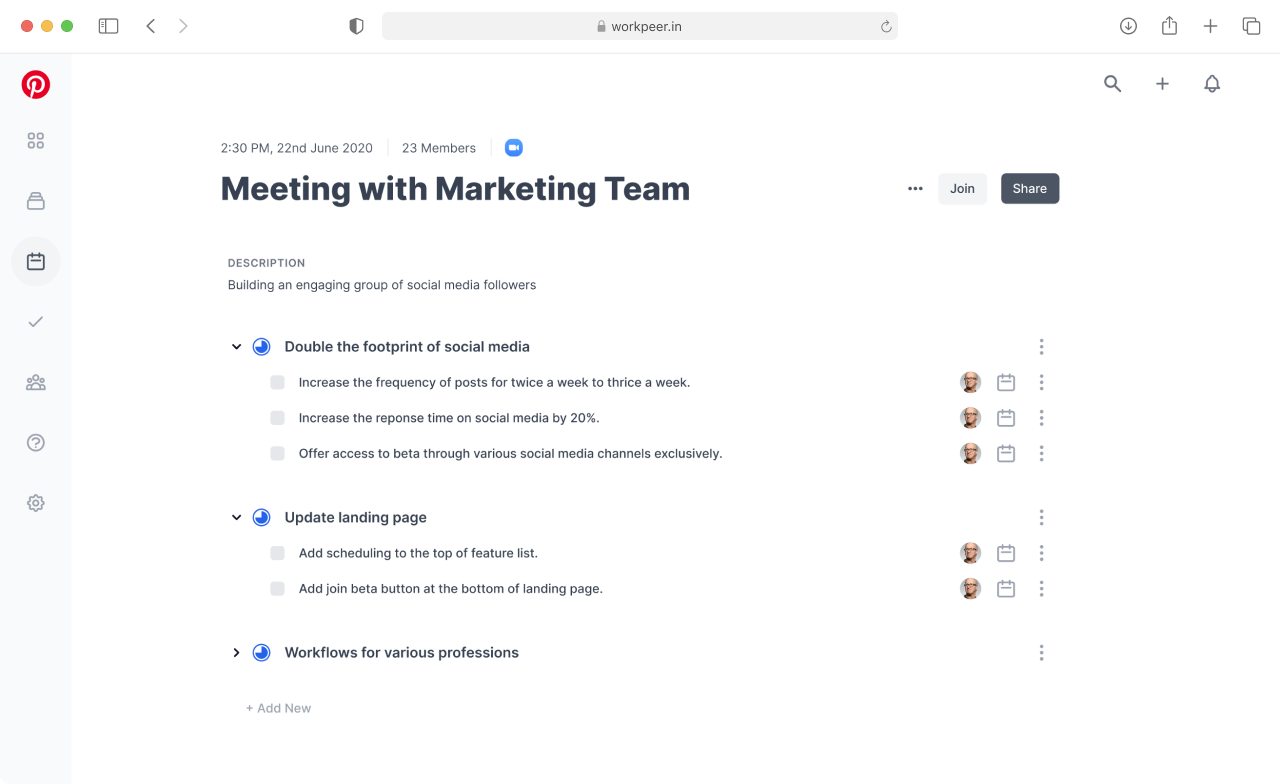 workpeer.in
2:30 PM, 22nd June 2020 23 Members
Meeting with Marketing Team
Join
Share
DESCRIPTION
Building an engaging group of social media followers
Double the footprint of social media
Increase the frequency of posts for twice a week to thrice a week.
Increase the reponse time on social media by 20%.
Offer access to beta through various social media channels exclusively.
Update landing page
Add scheduling to the top of feature list.
Add join beta button at the bottom of landing page.
Workflows for various professions
+ Add New